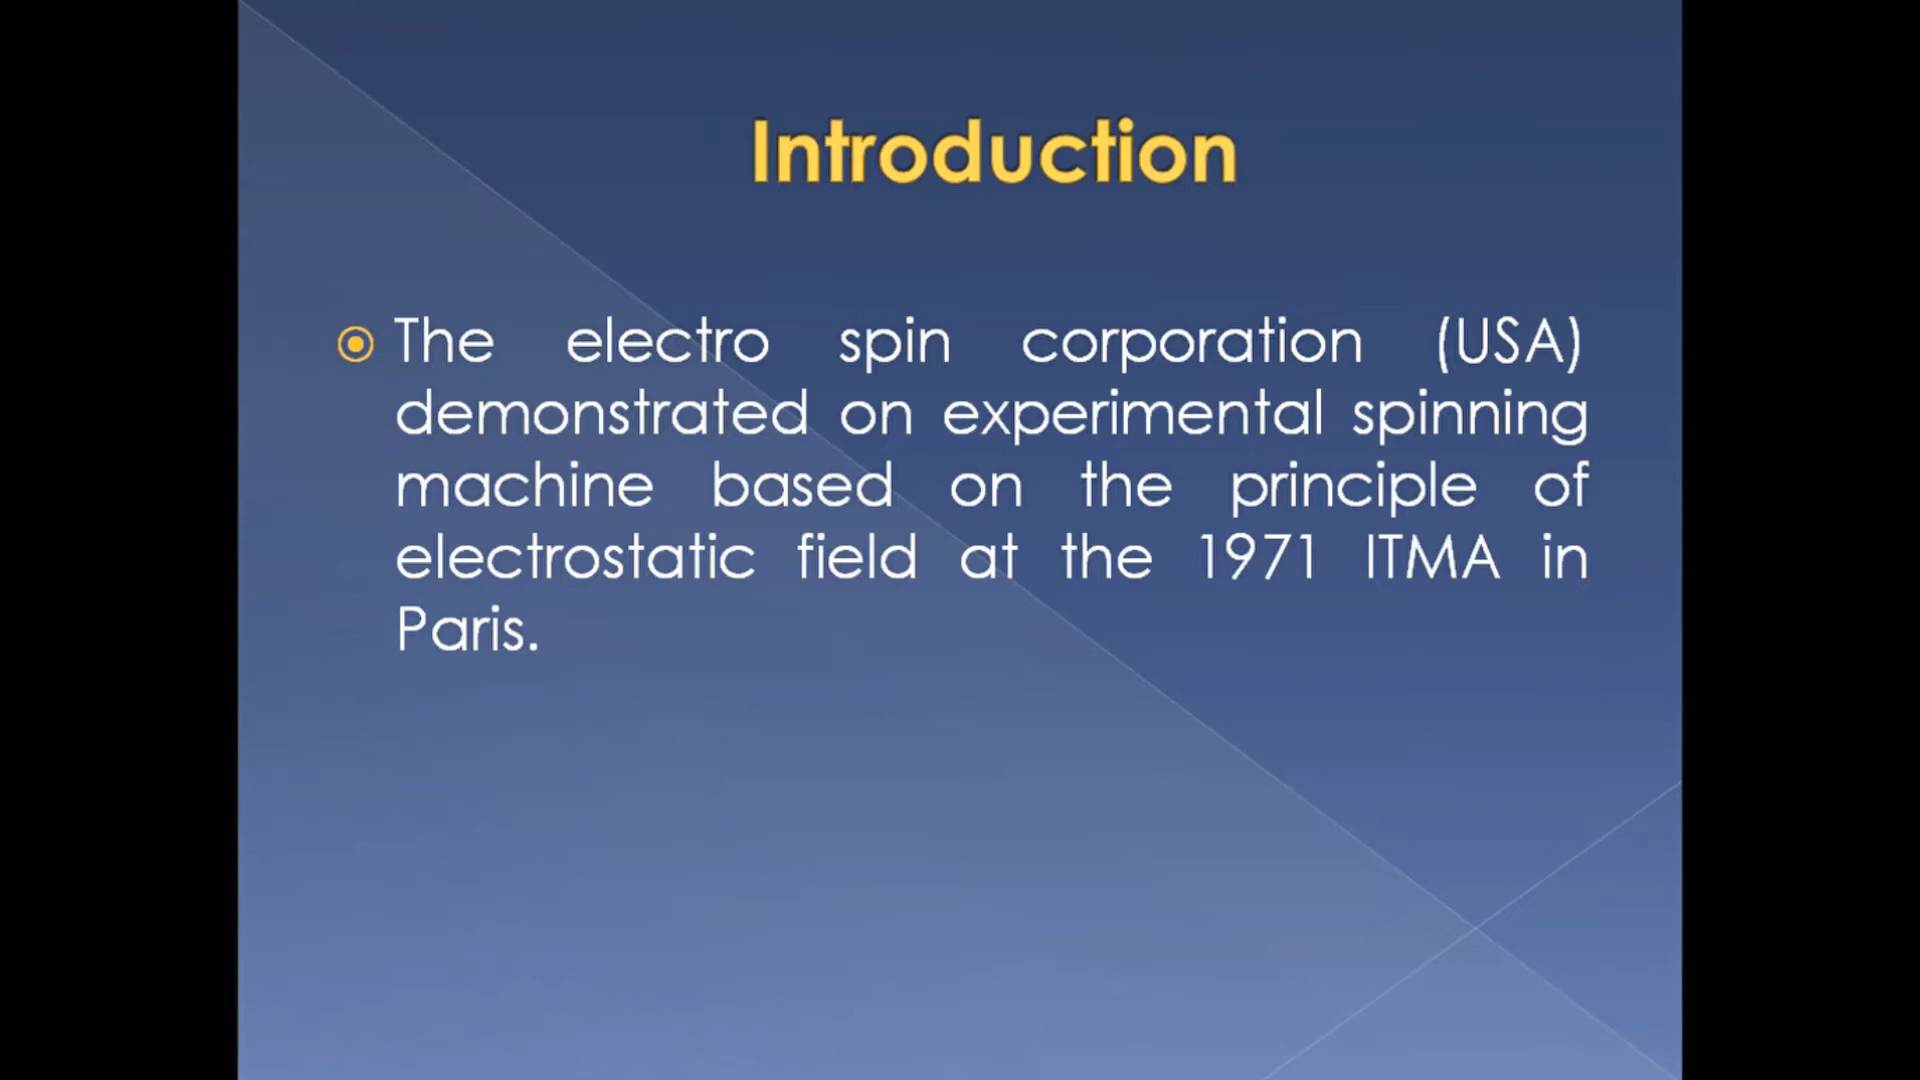 Introduction
The electro spin corporation (USA)
demonstrated on experimental spinning
machine based on the principle of
electrostatic field at the 1971 ITMA in
Paris.